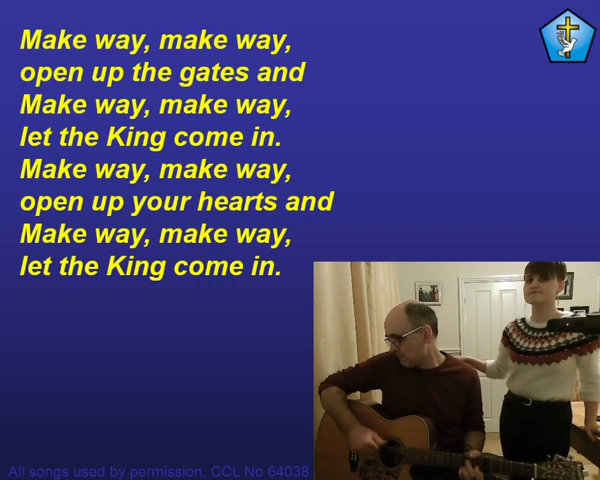 Make way, make way,
open up the gates and
Make way, make way,
let the King come in.
Make way, make way,
open up your hearts and
Make way, make way,
let the King come in.
All songs used by permission, CCL No 64038